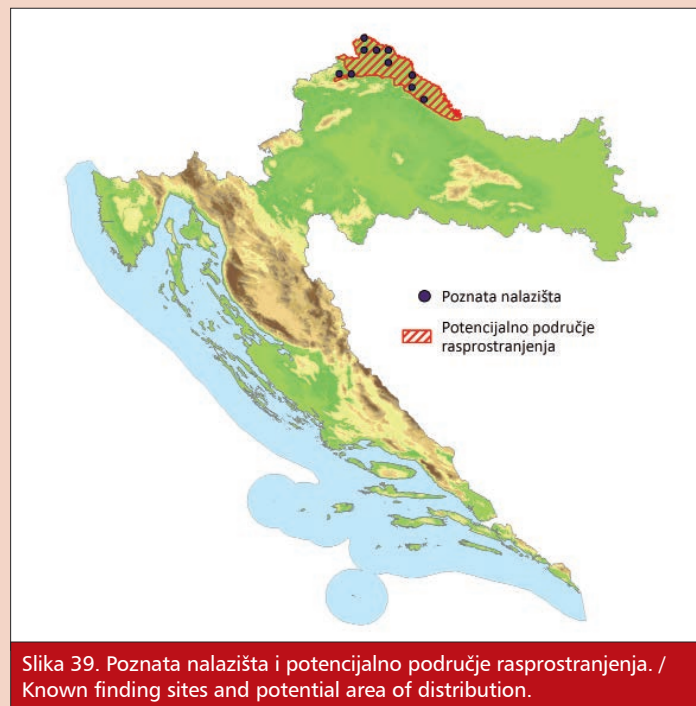 Poznata nalazišta
Potencijalno područje
rasprostranjenja
Slika 39. Poznata nalazišta i potencijalno područje rasprostranjenja. /
Known finding sites and potential area of distribution.